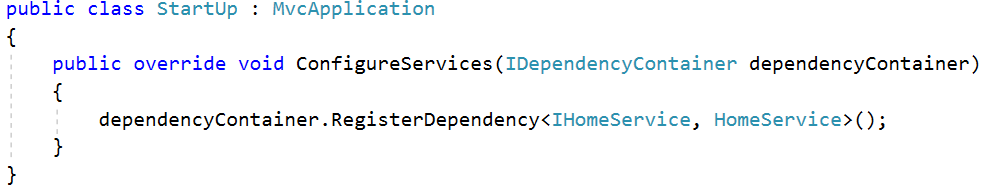 public class StartUp : MvcApplication
{
    public override void ConfigureServices(IDependencyContainer dependencyContainer)
    {
        dependencyContainer.RegisterDependency<IHomeService, HomeService>();
    }
}